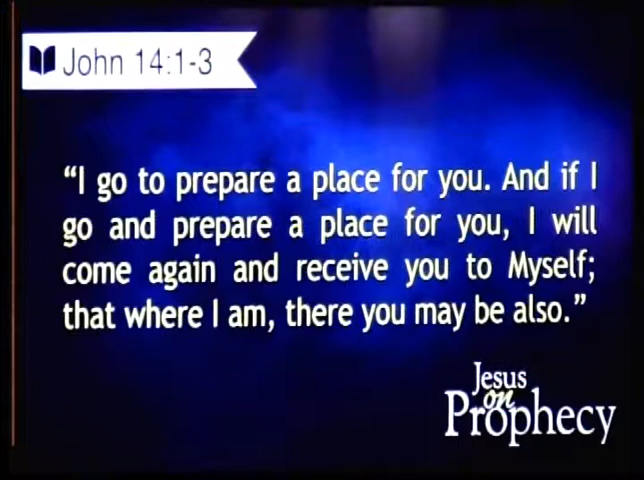 John 14:1-3
“I go to prepare a place for you. And if I
go and prepare a place for you, I will
come again and receive you to Myself;
that where I am, there you may be also.”
Jesus
on
Prophecy